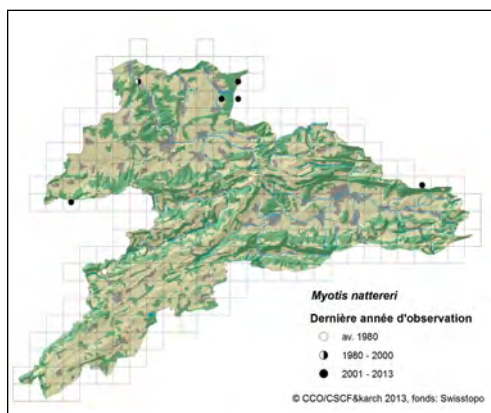 Myotis nattereri
Dernière année d'observation
av. 1980
1980 - 2000
2001 - 2013
© CCO/CSCF&karch 2013, fonds: Swisstopo